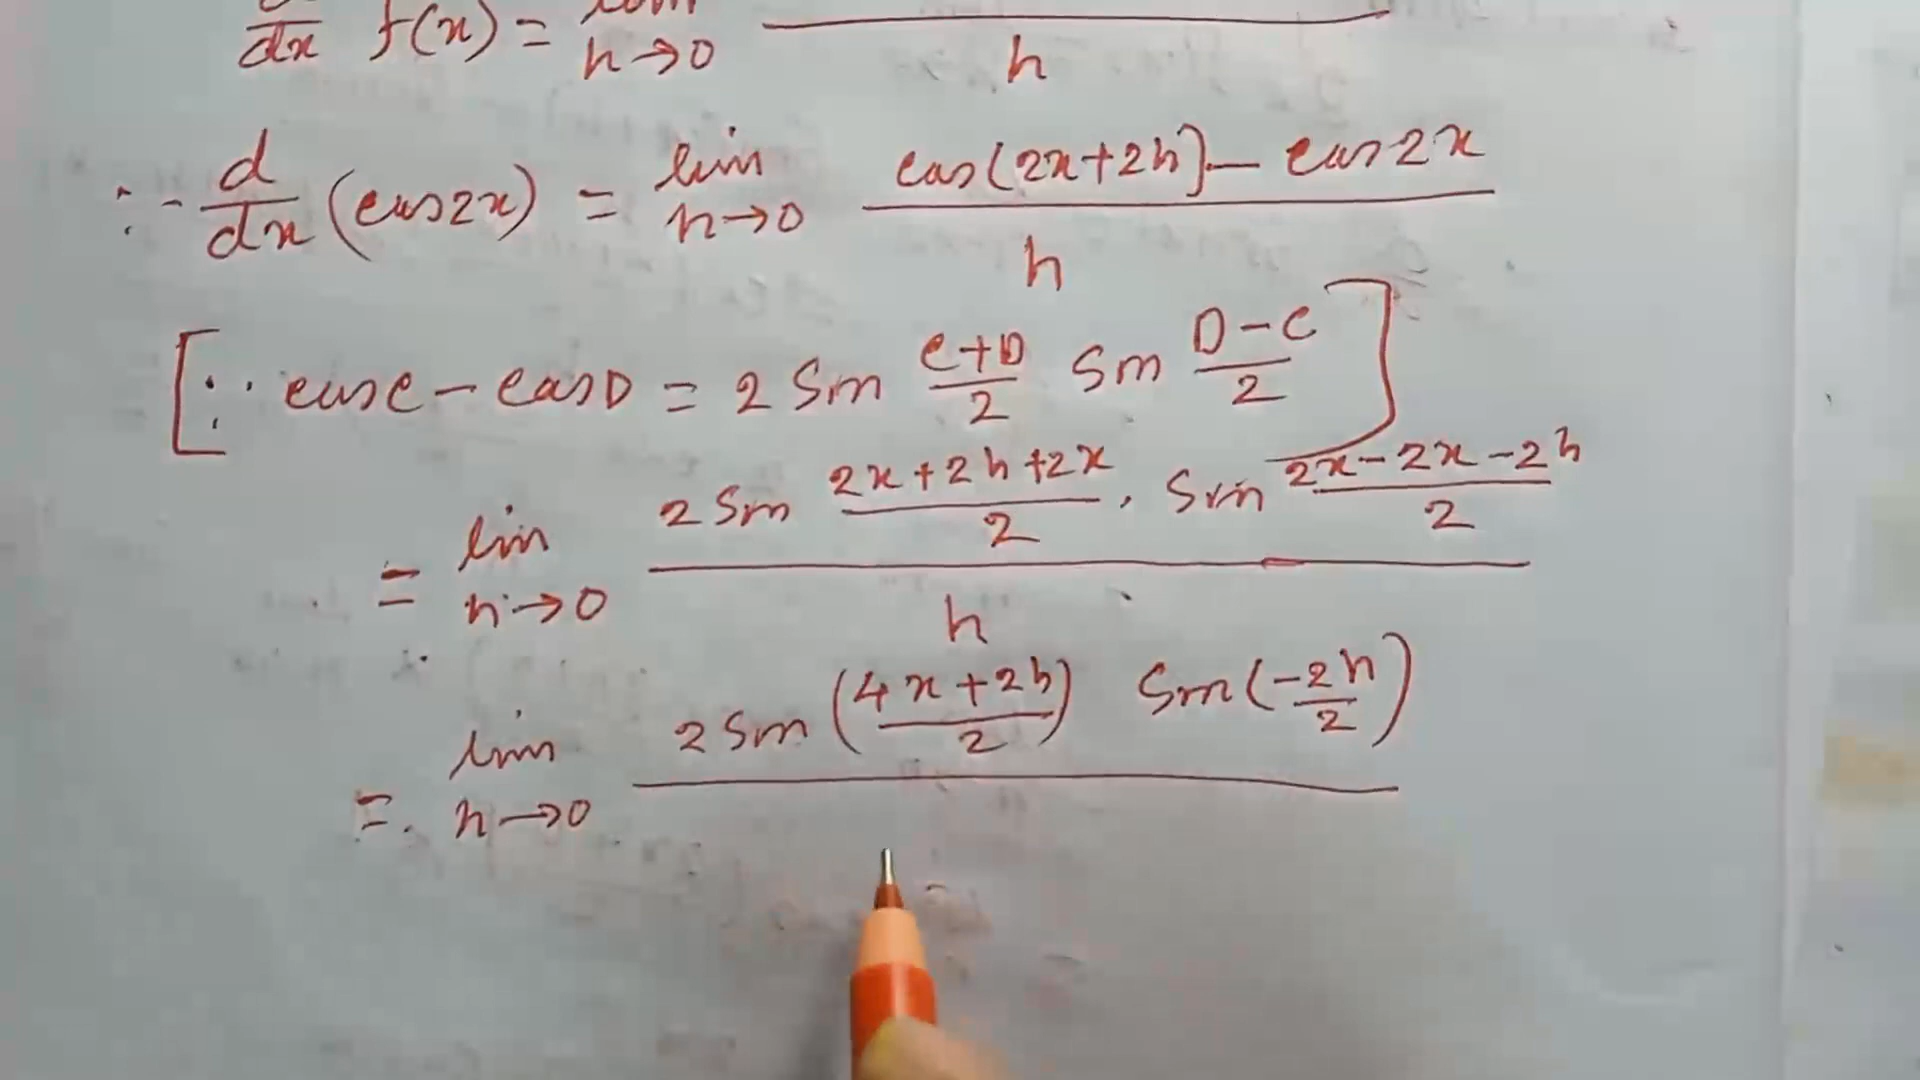 d/dx f(x) = lim h→0 ——— / h
∴ d/dx (cos2x) = lim h→0 (cos(2x+2h) - cos2x) / h
[∵ cosC - cosD = 2 Sin (C+D)/2 Sin (D-C)/2]
= lim h→0 (2 Sin (2x+2h+2x)/2 . Sin (2x-2x-2h)/2) / h
= lim h→0 2 Sin ((4x+2h)/2) Sin (-2h/2)